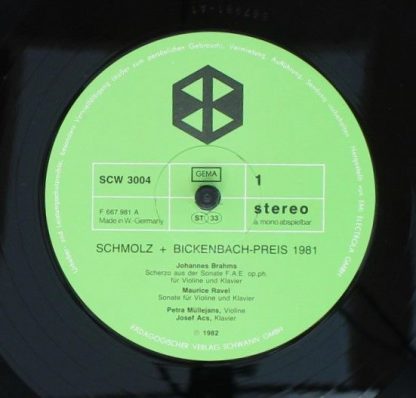 SCW 3004
GEMA
1
F 667.981 A
Made in W.-Germany
ST 33
stereo
& mono abspielbar
SCHMOLZ + BICKENBACH-PREIS 1981
Johannes Brahms
Scherzo aus der Sonate F.A.E. op.ph.
für Violine und Klavier
Maurice Ravel
Sonate für Violine und Klavier
Petra Müllejans, Violine
Josef Acs, Klavier
℗ 1982
PÄDAGOGISCHER VERLAG SCHWANN GMBH